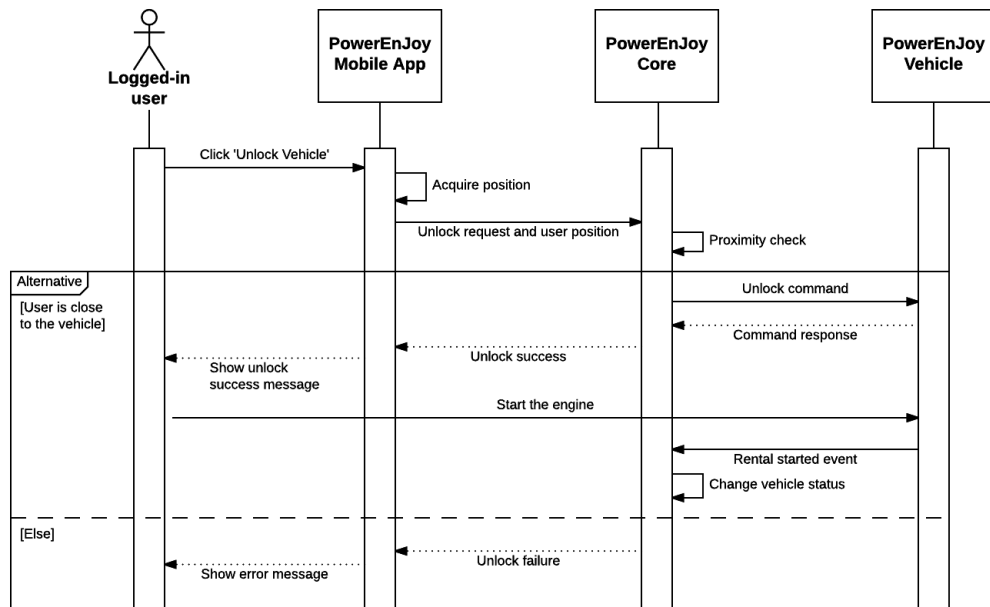 Logged-in
user
PowerEnJoy
Mobile App
PowerEnJoy
Core
PowerEnJoy
Vehicle
Click 'Unlock Vehicle'
Acquire position
Unlock request and user position
Proximity check
Alternative
[User is close
to the vehicle]
Unlock command
Command response
Unlock success
Show unlock
success message
Start the engine
Rental started event
Change vehicle status
[Else]
Unlock failure
Show error message